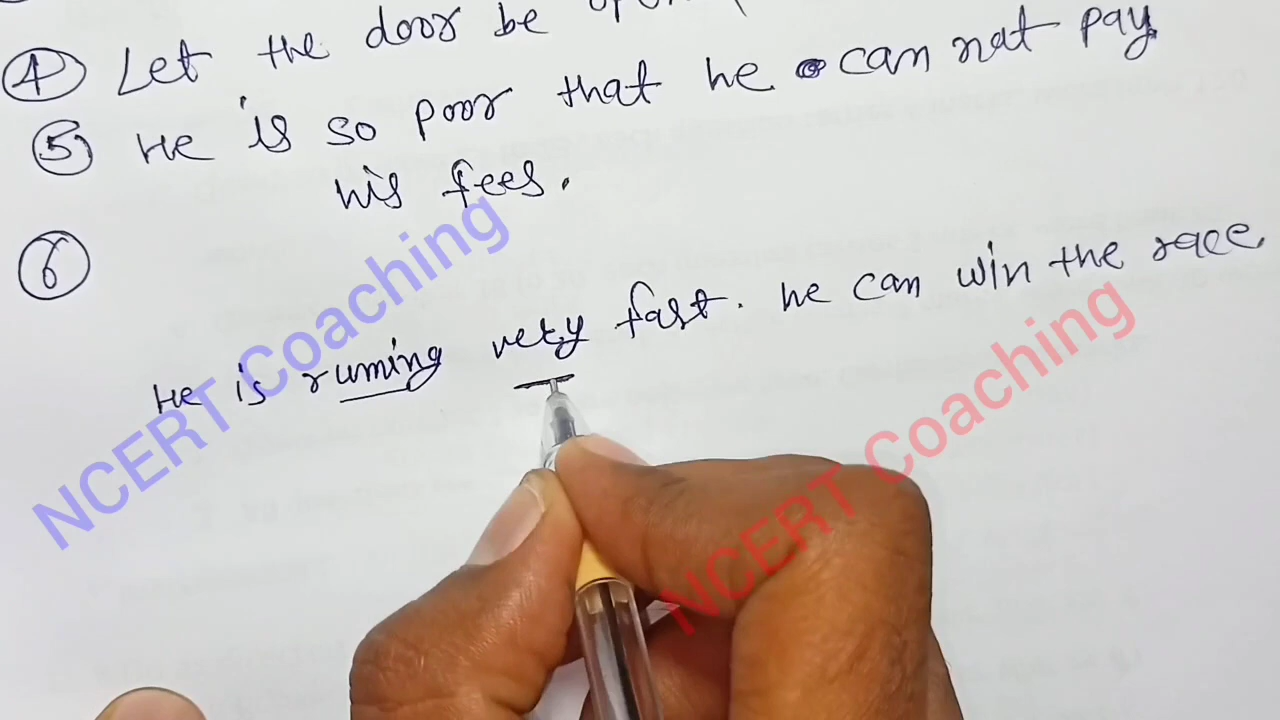 ④ Let the door be
⑤ He is so poor that he can not pay
his fees.
⑥
He is running very fast. he can win the race
NCERT Coaching
NCERT Coaching